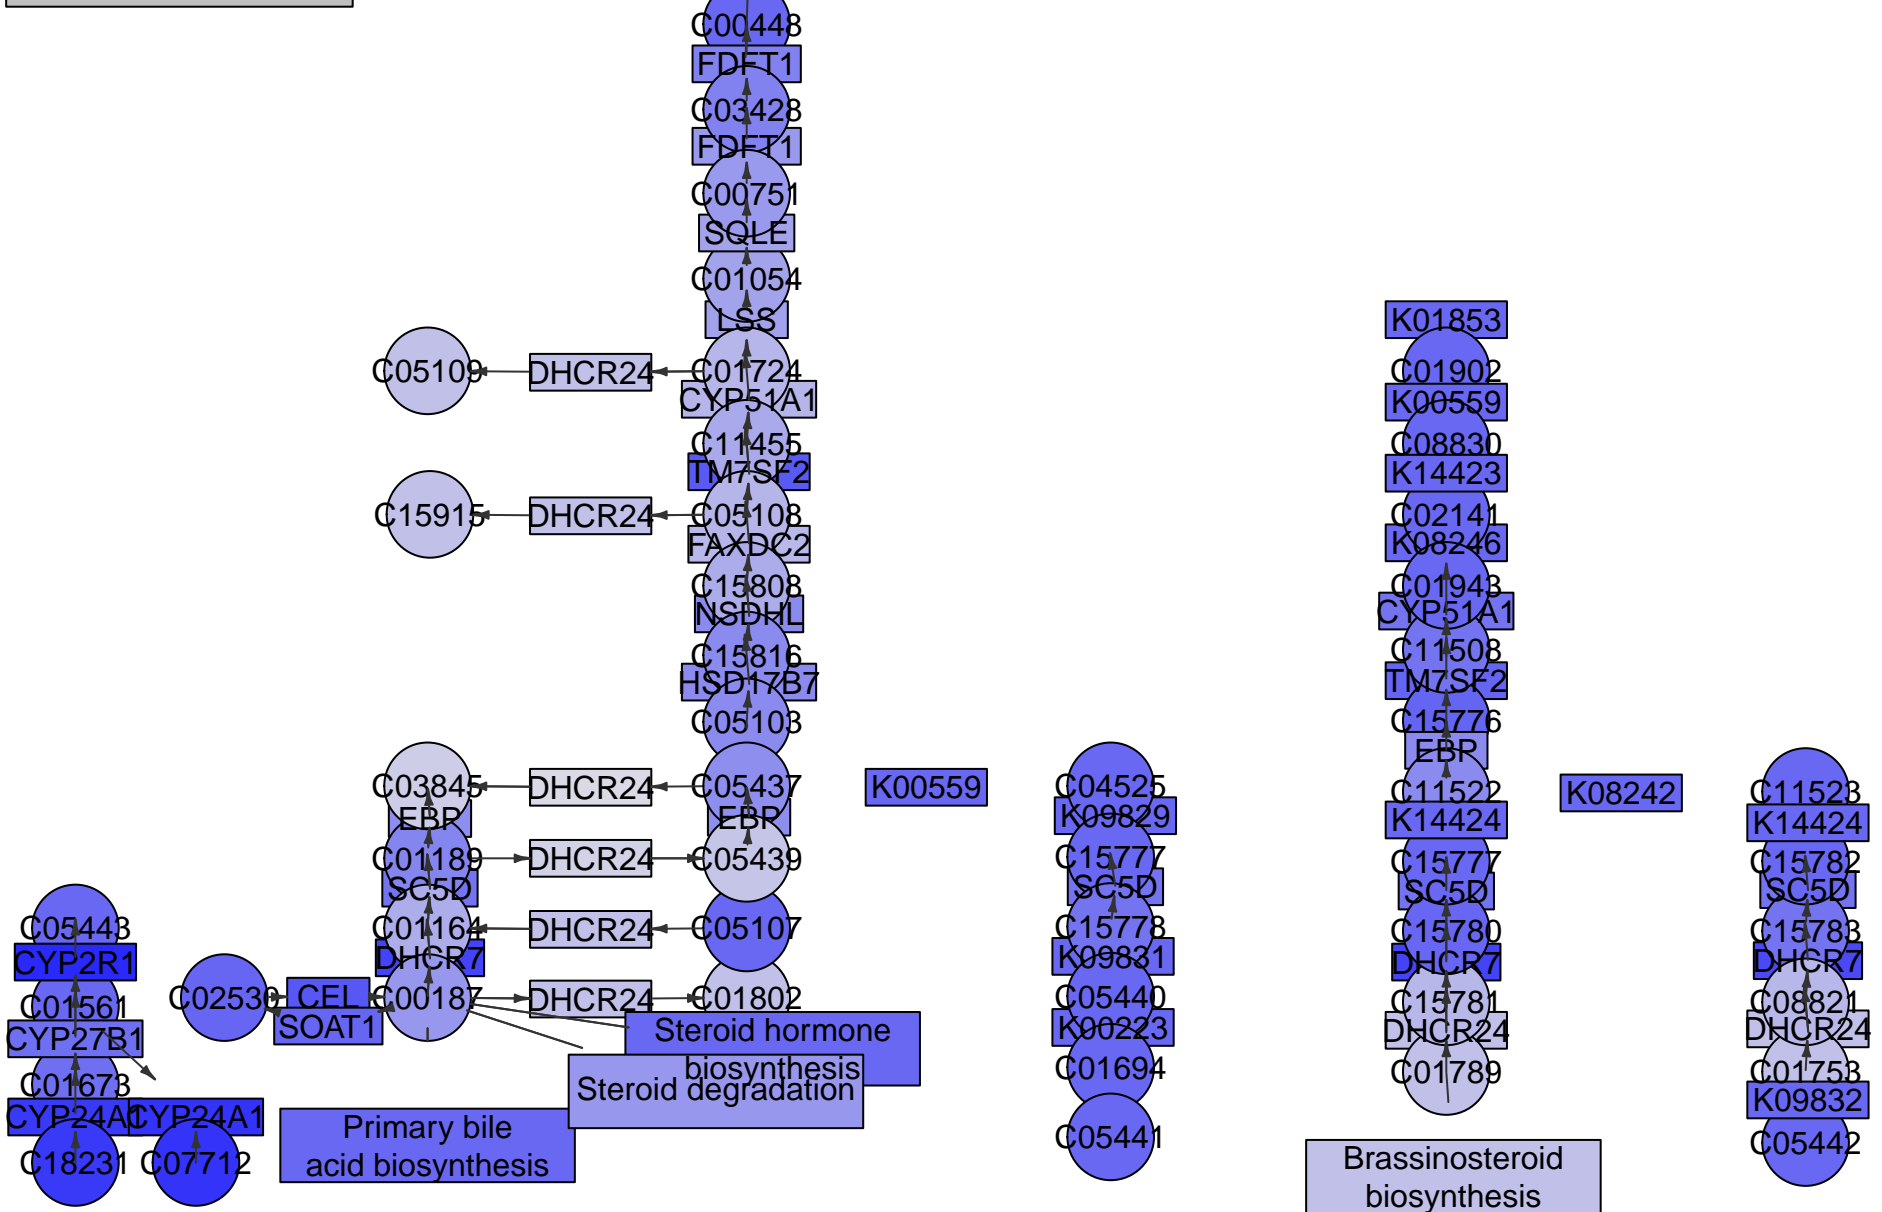 C00448
FDFT1
C03428
FDFT1
C00751
SQLE
C01054
LSS
C05109
DHCR24
C01724
CYP51A1
C11455
TM7SF2
C15915
DHCR24
C05108
FAXDC2
C15808
NSDHL
C15816
HSD17B7
C05103
C03845
DHCR24
C05437
EBP
EBP
C01189
DHCR24
C05439
SC5D
C01164
DHCR24
C05107
DHCR7
C02530
CEL
SOAT1
C00187
DHCR24
C01802
Steroid hormone
biosynthesis
Steroid degradation
Primary bile
acid biosynthesis
C05443
CYP2R1
C01561
CYP27B1
C01673
CYP24A1
CYP24A1
C18231
C07712
K00559
C04525
K09829
C15777
SC5D
C15778
K09831
C05440
K00223
C01694
C05441
K01853
C01902
K00559
C08830
K14423
C02141
K08246
C01943
CYP51A1
C11508
TM7SF2
C15776
EBP
C11522
K14424
C15777
SC5D
C15780
DHCR7
C15781
DHCR24
C01789
Brassinosteroid
biosynthesis
K08242
C11523
K14424
C15782
SC5D
C15783
DHCR7
C08821
DHCR24
C01753
K09832
C05442